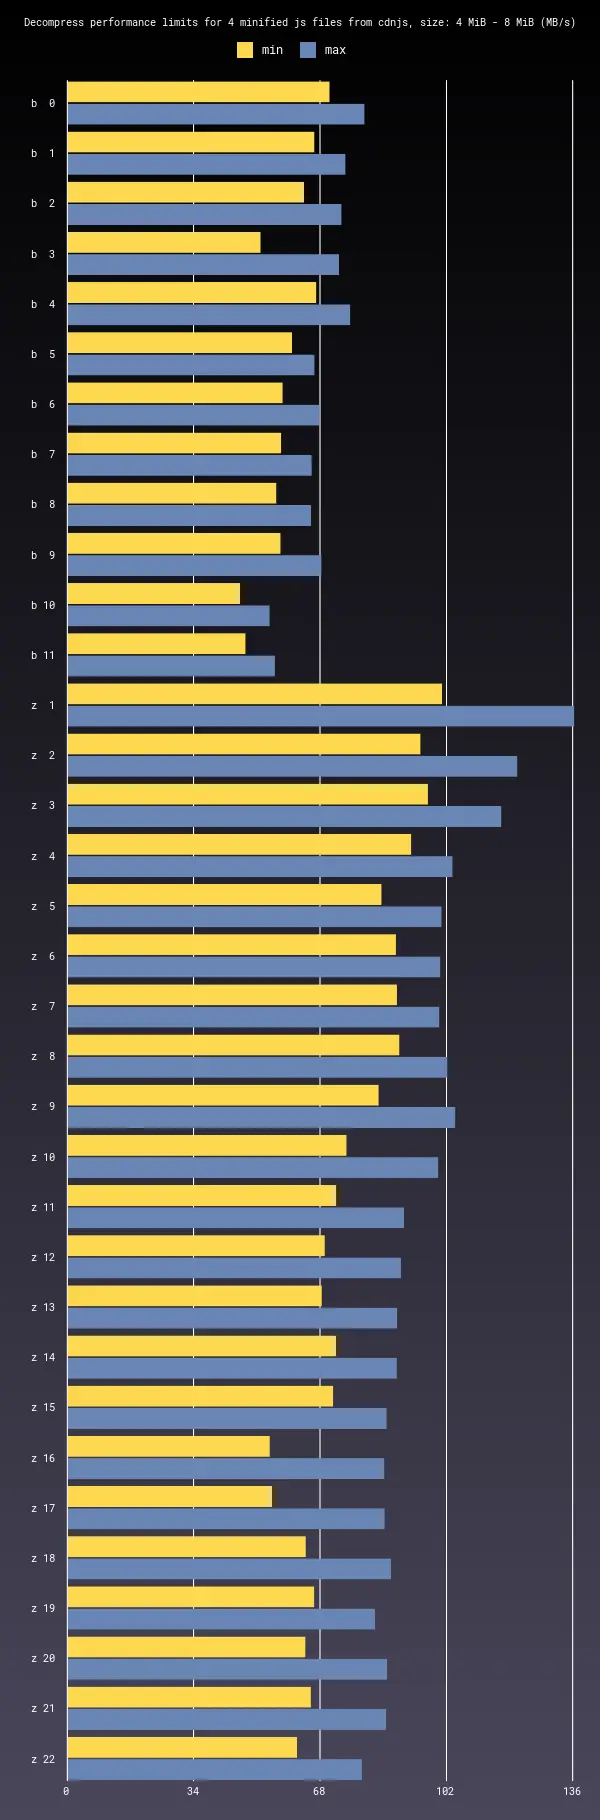 Decompress performance limits for 4 minified js files from cdnjs, size: 4 MiB - 8 MiB (MB/s)
min max
b 0
b 1
b 2
b 3
b 4
b 5
b 6
b 7
b 8
b 9
b 10
b 11
z 1
z 2
z 3
z 4
z 5
z 6
z 7
z 8
z 9
z 10
z 11
z 12
z 13
z 14
z 15
z 16
z 17
z 18
z 19
z 20
z 21
z 22
0 34 68 102 136